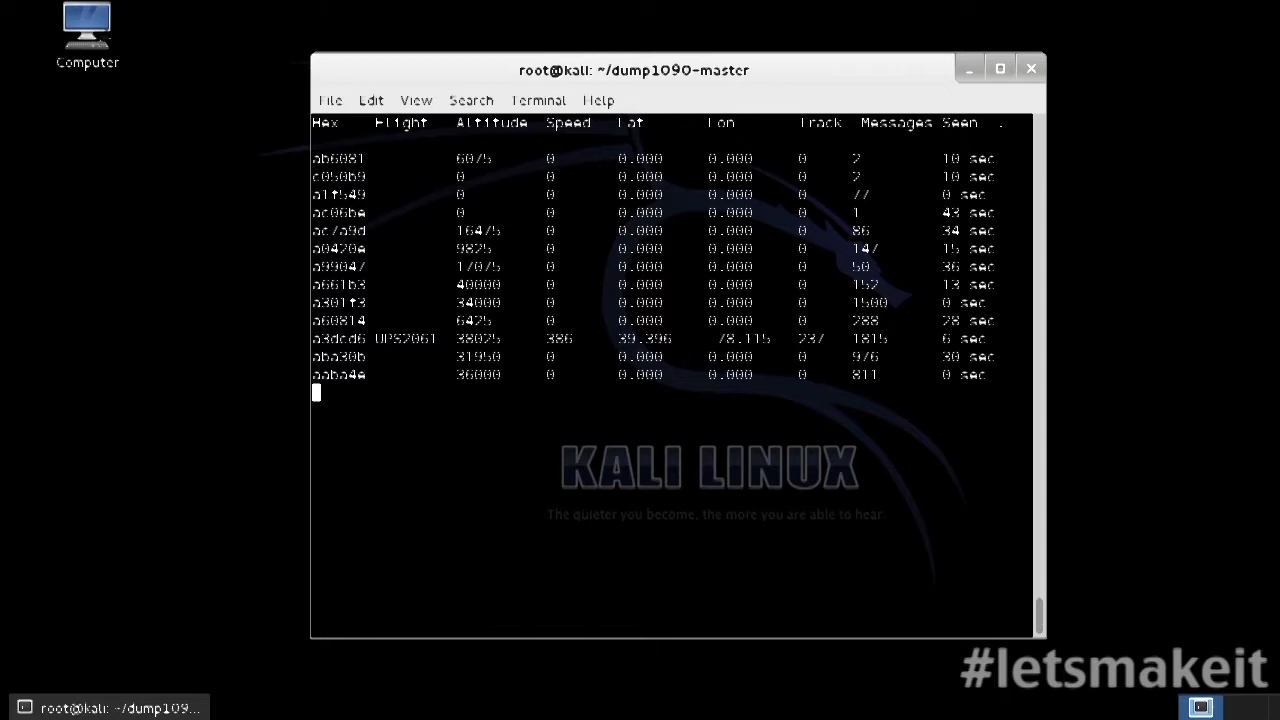 Computer
root@kali: ~/dump1090-master
File Edit View Search Terminal Help
Hex Flight Altitude Speed Lat Lon Track Messages Seen .
ab6081 6075 0 0.000 0.000 0 2 10 sec
c050b9 0 0 0.000 0.000 0 2 10 sec
a1f549 0 0 0.000 0.000 0 77 0 sec
ac06be 0 0 0.000 0.000 0 1 43 sec
ac7a9d 16475 0 0.000 0.000 0 86 34 sec
a0420e 9825 0 0.000 0.000 0 147 15 sec
a99047 17075 0 0.000 0.000 0 50 36 sec
a661b3 40000 0 0.000 0.000 0 152 13 sec
a301f3 34000 0 0.000 0.000 0 1500 0 sec
a60814 6425 0 0.000 0.000 0 288 28 sec
a3dcd6 UPS2061 38025 386 39.396 78.115 237 1815 6 sec
aba30b 31950 0 0.000 0.000 0 976 30 sec
aaba4e 36000 0 0.000 0.000 0 811 0 sec
KALI LINUX
The quieter you become, the more you are able to hear.
#letsmakeit
root@kali: ~/dump109...